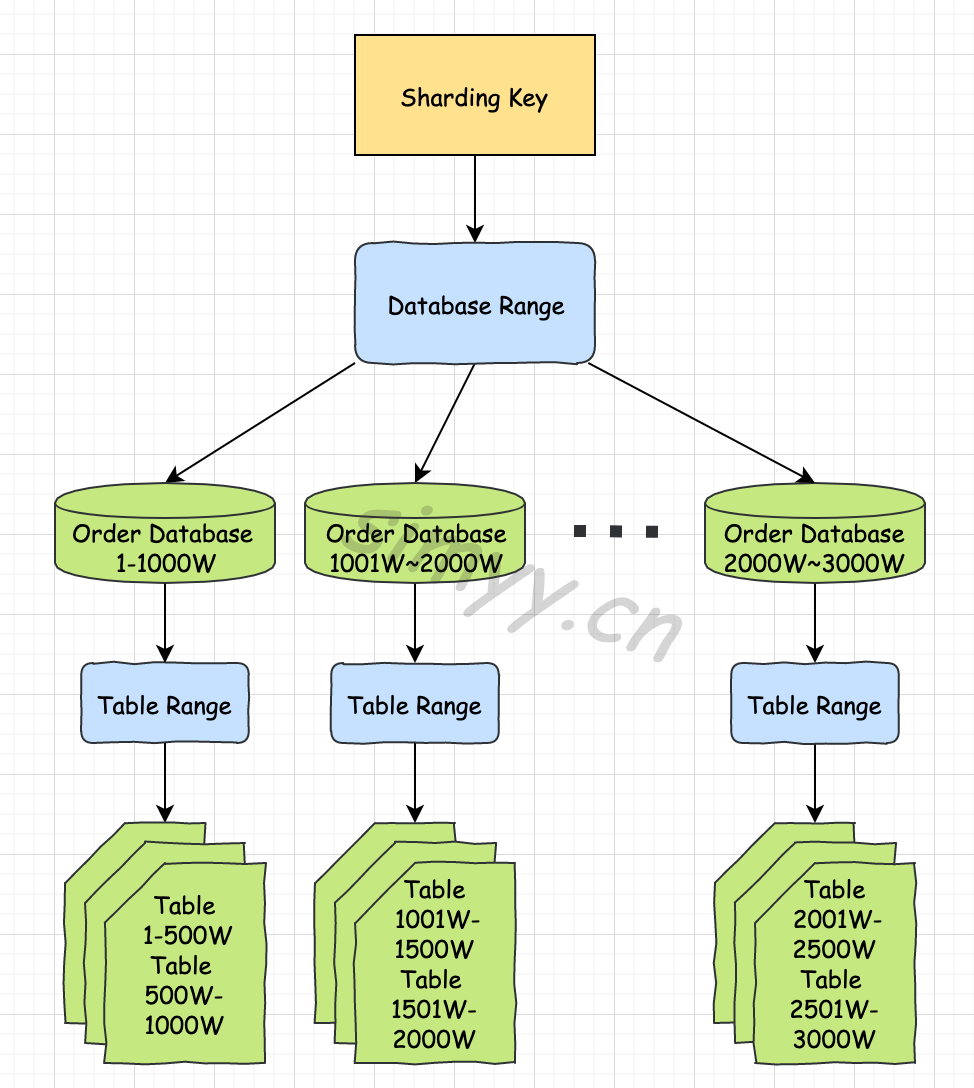 Sharding Key
Database Range
Order Database
1-1000W
Order Database
1001W~2000W
Order Database
2000W~3000W
simyy.cn
Table Range
Table Range
Table Range
Table
1-500W
Table
500W-
1000W
Table
1001W-
1500W
Table
1501W-
2000W
Table
2001W-
2500W
Table
2501W-
3000W